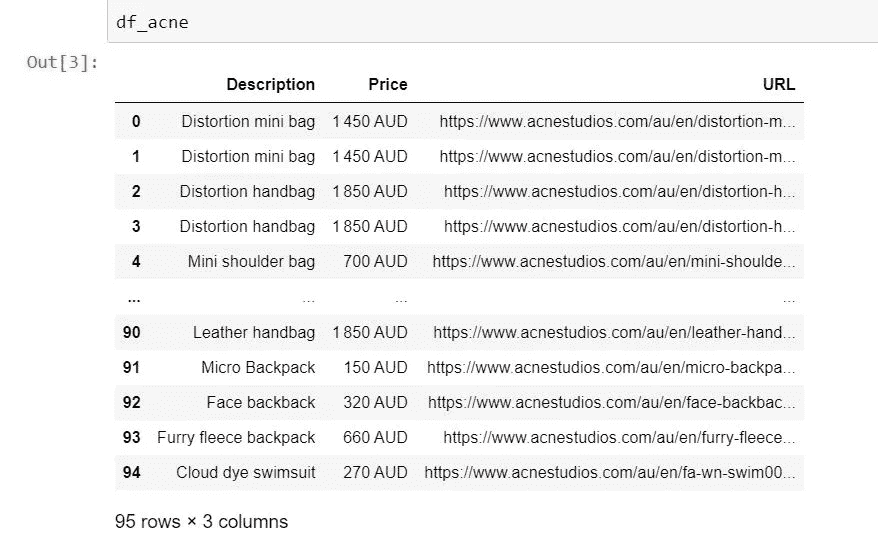 df_acne
Out[3]:
Description Price URL
0 Distortion mini bag 1 450 AUD https://www.acnestudios.com/au/en/distortion-m...
1 Distortion mini bag 1 450 AUD https://www.acnestudios.com/au/en/distortion-m...
2 Distortion handbag 1 850 AUD https://www.acnestudios.com/au/en/distortion-h...
3 Distortion handbag 1 850 AUD https://www.acnestudios.com/au/en/distortion-h...
4 Mini shoulder bag 700 AUD https://www.acnestudios.com/au/en/mini-shoulde...
... ... ... ...
90 Leather handbag 1 850 AUD https://www.acnestudios.com/au/en/leather-hand...
91 Micro Backpack 150 AUD https://www.acnestudios.com/au/en/micro-backpa...
92 Face backback 320 AUD https://www.acnestudios.com/au/en/face-backbac...
93 Furry fleece backpack 660 AUD https://www.acnestudios.com/au/en/furry-fleece...
94 Cloud dye swimsuit 270 AUD https://www.acnestudios.com/au/en/fa-wn-swim00...
95 rows × 3 columns